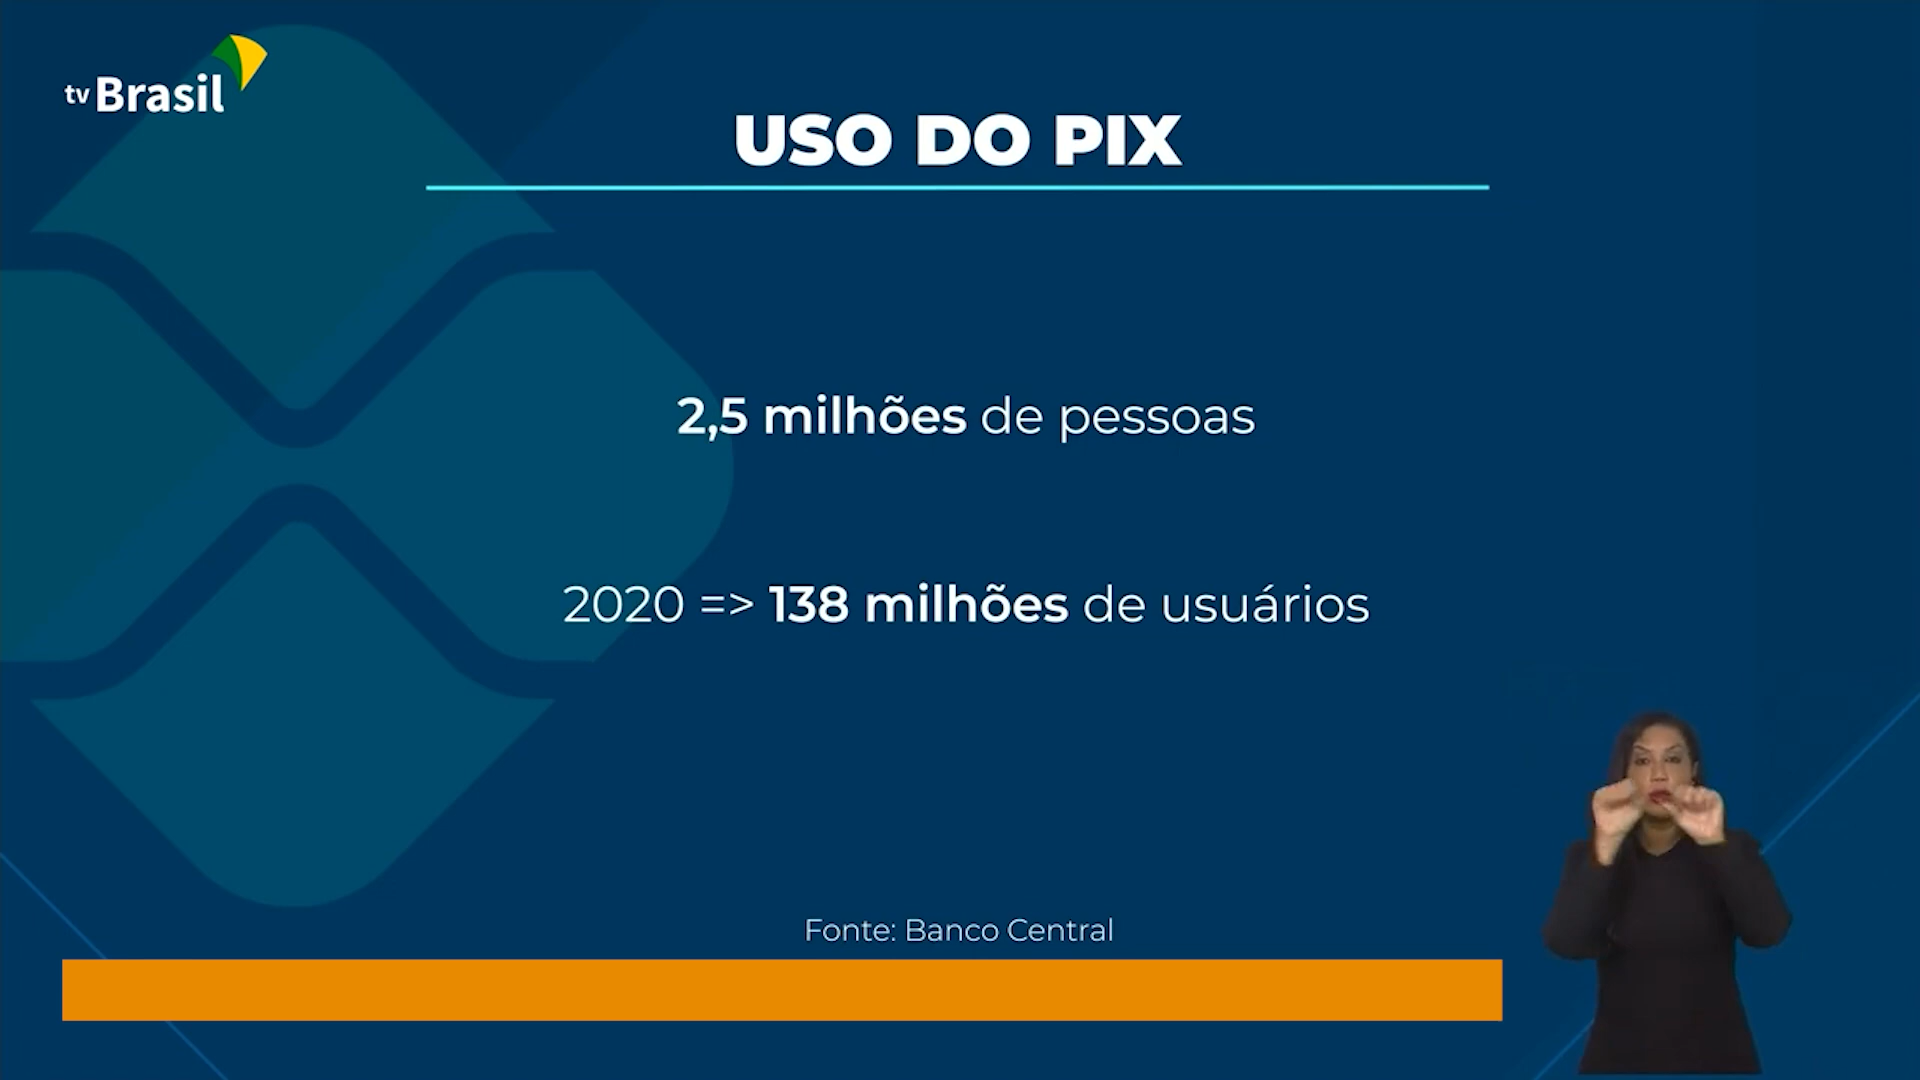 tv Brasil
USO DO PIX
2,5 milhões de pessoas
2020 => 138 milhões de usuários
Fonte: Banco Central